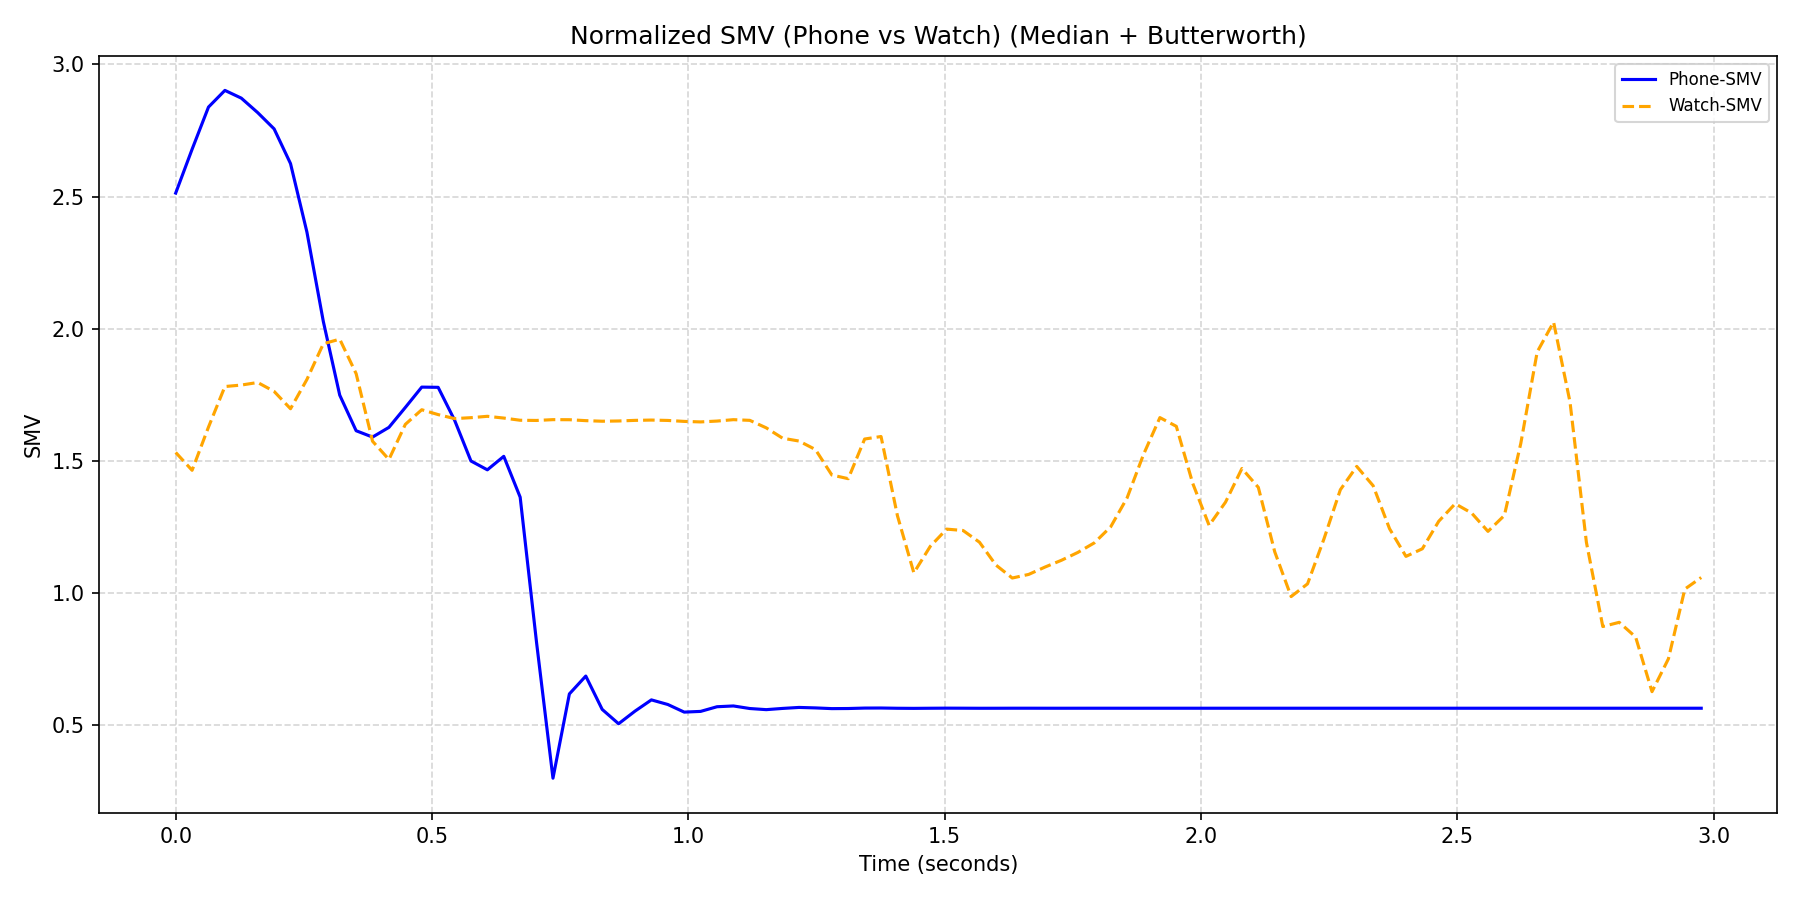 Normalized SMV (Phone vs Watch) (Median + Butterworth)
Phone-SMV
Watch-SMV
SMV
3.0
2.5
2.0
1.5
1.0
0.5
0.0 0.5 1.0 1.5 2.0 2.5 3.0
Time (seconds)